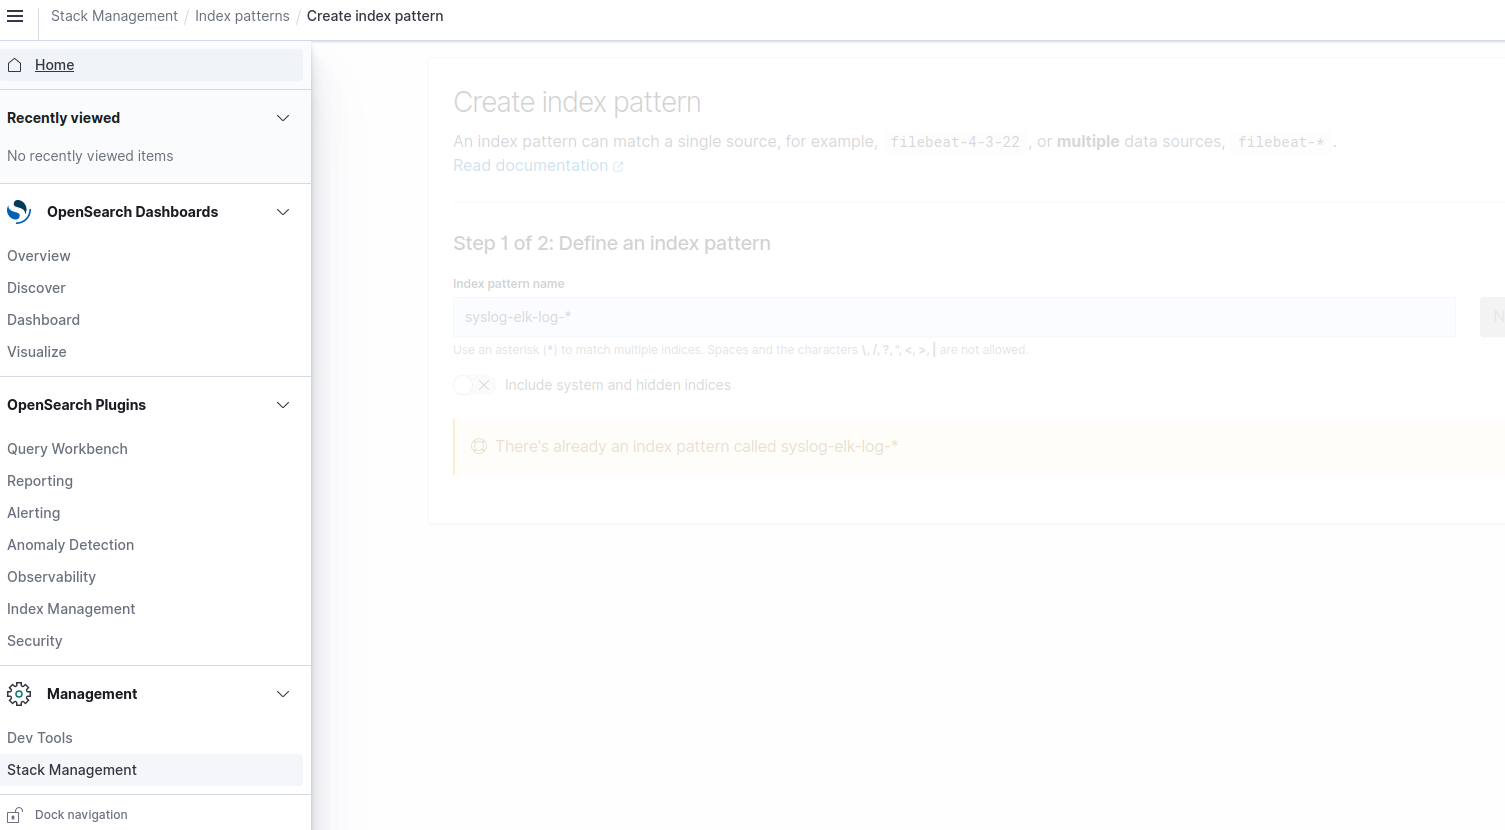 Stack Management / Index patterns / Create index pattern
Home
Recently viewed
No recently viewed items
OpenSearch Dashboards
Overview
Discover
Dashboard
Visualize
OpenSearch Plugins
Query Workbench
Reporting
Alerting
Anomaly Detection
Observability
Index Management
Security
Management
Dev Tools
Stack Management
Dock navigation
Create index pattern
An index pattern can match a single source, for example, filebeat-4-3-22 , or multiple data sources, filebeat-* .
Read documentation
Step 1 of 2: Define an index pattern
Index pattern name
syslog-elk-log-*
Use an asterisk (*) to match multiple indices. Spaces and the characters \, /, ?, ", <, >, | are not allowed.
Include system and hidden indices
There's already an index pattern called syslog-elk-log-*